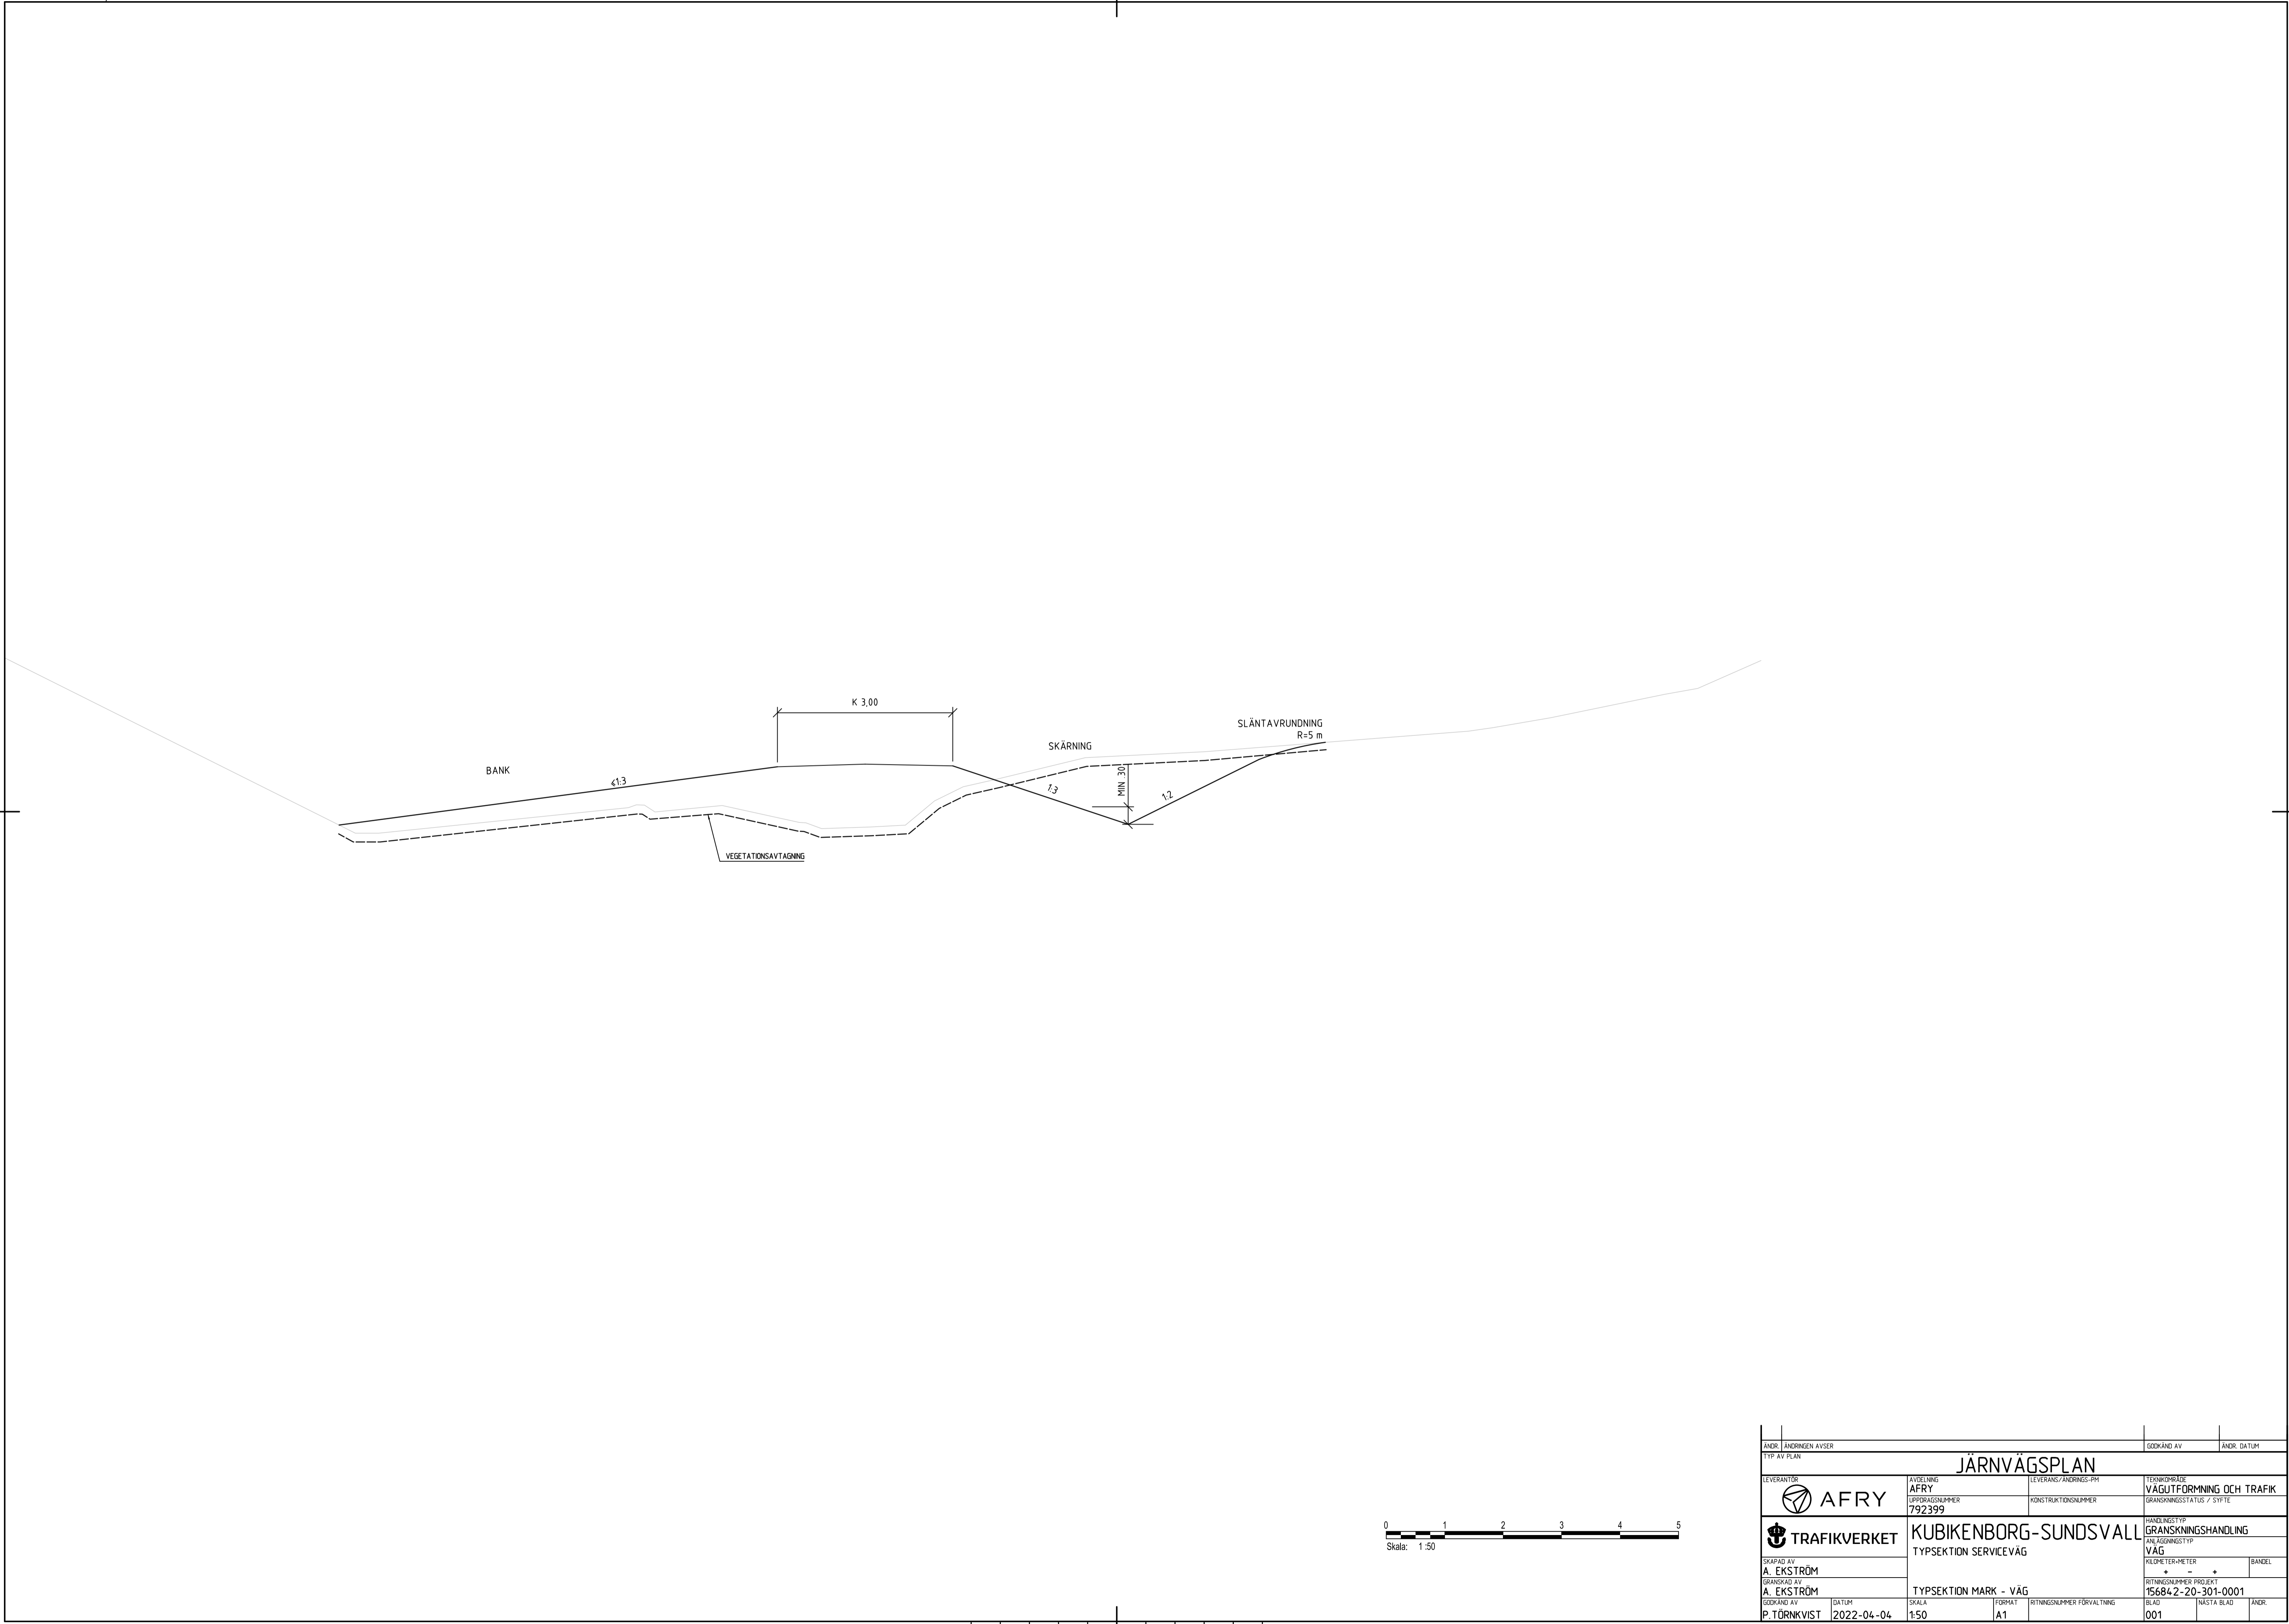 K 3,00
SLÄNTAVRUNDNING
R=5 m
SKÄRNING
BANK
≤1:3
MIN 30
1:3
1:2
VEGETATIONSAVTAGNING
0 1 2 3 4 5
Skala: 1 :50
ÄNDR. ÄNDRINGEN AVSER GODKÄND AV ÄNDR. DATUM
TYP AV PLAN
JÄRNVÄGSPLAN
LEVERANTÖR
AFRY
AVDELNING
AFRY
LEVERANS/ÄNDRINGS-PM
TEKNIKOMRÅDE
VÄGUTFORMNING OCH TRAFIK
UPPDRAGSNUMMER
792399
KONSTRUKTIONSNUMMER
GRANSKNINGSSTATUS / SYFTE
TRAFIKVERKET
KUBIKENBORG-SUNDSVALL
TYPSEKTION SERVICEVÄG
HANDLINGSTYP
GRANSKNINGSHANDLING
ANLÄGGNINGSTYP
VÄG
SKAPAD AV
A. EKSTRÖM
KILOMETER+METER
+ - +
BANDEL
GRANSKAD AV
A. EKSTRÖM
TYPSEKTION MARK - VÄG
RITNINGSNUMMER PROJEKT
156842-20-301-0001
GODKÄND AV
P.TÖRNKVIST
DATUM
2022-04-04
SKALA
1:50
FORMAT
A1
RITNINGSNUMMER FÖRVALTNING
BLAD
001
NÄSTA BLAD
ÄNDR.